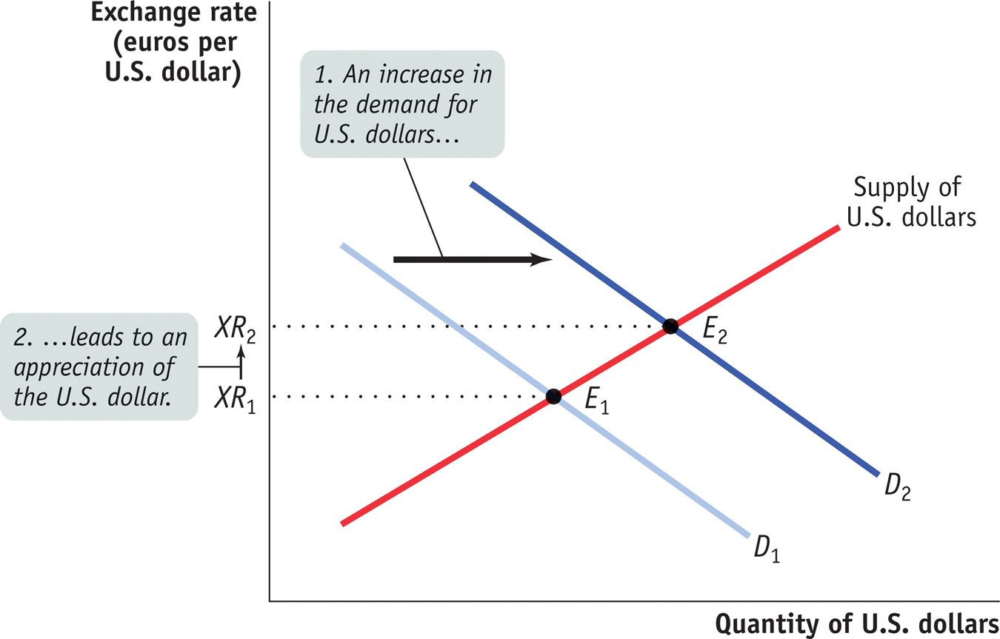 Exchange rate
(euros per
U.S. dollar)
1. An increase in
the demand for
U.S. dollars…
Supply of
U.S. dollars
2. …leads to an
appreciation of
the U.S. dollar.
XR₂
XR₁
E₂
E₁
D₂
D₁
Quantity of U.S. dollars